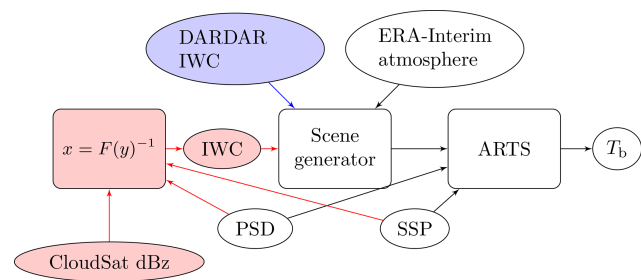 DARDAR
IWC
ERA-Interim
atmosphere
x = F(y)⁻¹
IWC
Scene
generator
ARTS
T_b
PSD
SSP
CloudSat dBz